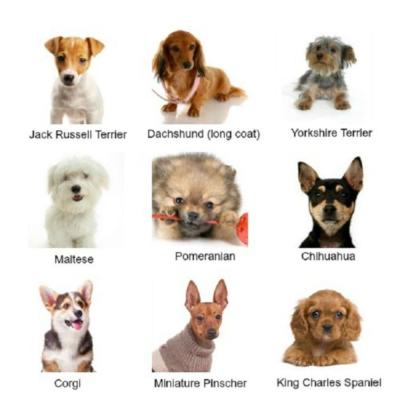 Jack Russell Terrier
Dachshund (long coat)
Yorkshire Terrier
Maltese
Pomeranian
Chihuahua
Corgi
Miniature Pinscher
King Charles Spaniel